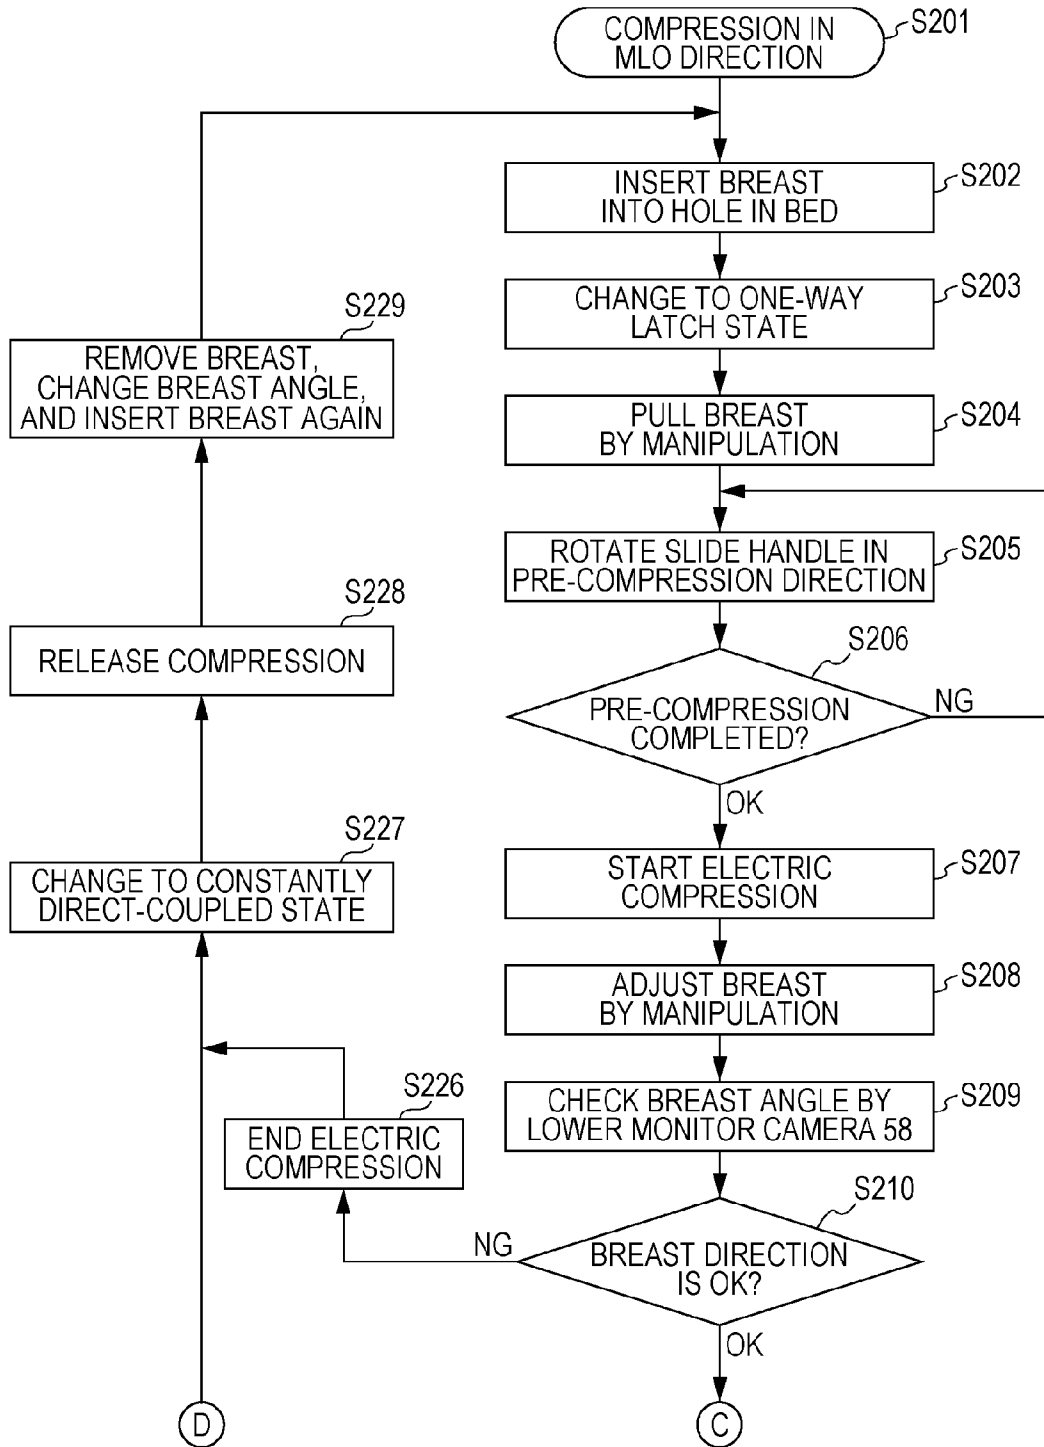 COMPRESSION IN
MLO DIRECTION
S201
INSERT BREAST
INTO HOLE IN BED
S202
CHANGE TO ONE-WAY
LATCH STATE
S203
PULL BREAST
BY MANIPULATION
S204
ROTATE SLIDE HANDLE IN
PRE-COMPRESSION DIRECTION
S205
S206
PRE-COMPRESSION
COMPLETED?
NG
OK
START ELECTRIC
COMPRESSION
S207
ADJUST BREAST
BY MANIPULATION
S208
CHECK BREAST ANGLE BY
LOWER MONITOR CAMERA 58
S209
S210
BREAST DIRECTION
IS OK?
NG
OK
C
S226
END ELECTRIC
COMPRESSION
S227
CHANGE TO CONSTANTLY
DIRECT-COUPLED STATE
S228
RELEASE COMPRESSION
S229
REMOVE BREAST,
CHANGE BREAST ANGLE,
AND INSERT BREAST AGAIN
D